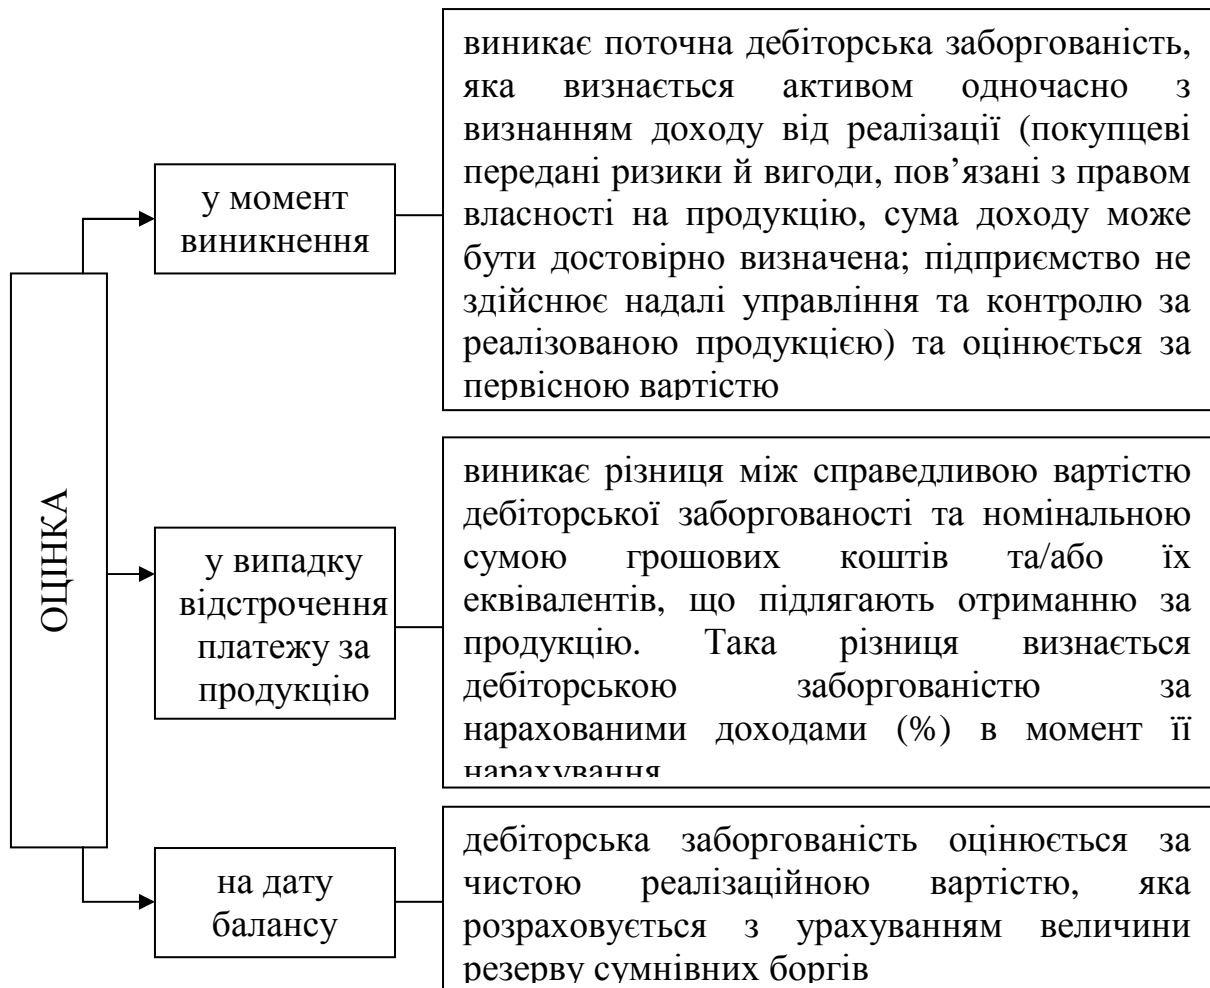 ОЦІНКА
у момент
виникнення
виникає поточна дебіторська заборгованість,
яка визнається активом одночасно з
визнанням доходу від реалізації (покупцеві
передані ризики й вигоди, пов’язані з правом
власності на продукцію, сума доходу може
бути достовірно визначена; підприємство не
здійснює надалі управління та контролю за
реалізованою продукцією) та оцінюється за
первісною вартістю
у випадку
відстрочення
платежу за
продукцію
виникає різниця між справедливою вартістю
дебіторської заборгованості та номінальною
сумою грошових коштів та/або їх
еквівалентів, що підлягають отриманню за
продукцію. Така різниця визнається
дебіторською заборгованістю за
нарахованими доходами (%) в момент її
нарахування
на дату
балансу
дебіторська заборгованість оцінюється за
чистою реалізаційною вартістю, яка
розраховується з урахуванням величини
резерву сумнівних боргів